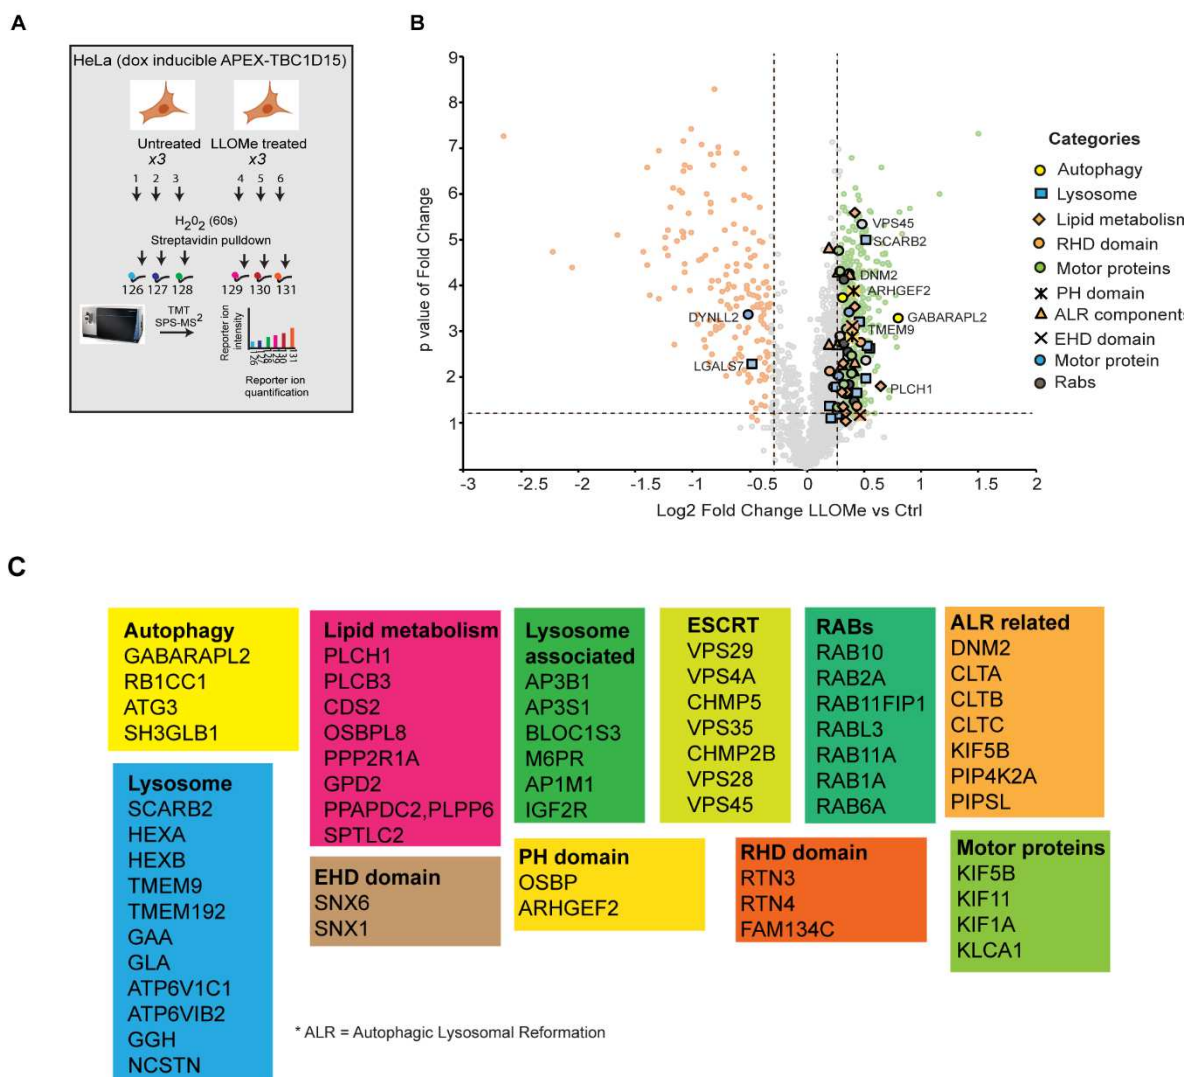 A
HeLa (dox inducible APEX-TBC1D15)
Untreated
x3
LLOMe treated
x3
1 2 3 4 5 6
H2O2 (60s)
Streptavidin pulldown
126 127 128 129 130 131
TMT
SPS-MS2
Reporter ion
intensity
126
127
128
129
130
131
Reporter ion
quantification
B
p value of Fold Change
9
8
7
6
5
4
3
2
1
-3 -2.5 -2 -1.5 -1 -0.5 0 0.5 1 1.5 2
Log2 Fold Change LLOMe vs Ctrl
VPS45
SCARB2
DNM2
ARHGEF2
DYNLL2
GABARAPL2
TMEM9
LGALS7
PLCH1
Categories
Autophagy
Lysosome
Lipid metabolism
RHD domain
Motor proteins
PH domain
ALR components
EHD domain
Motor protein
Rabs
C
Autophagy
GABARAPL2
RB1CC1
ATG3
SH3GLB1
Lysosome
SCARB2
HEXA
HEXB
TMEM9
TMEM192
GAA
GLA
ATP6V1C1
ATP6VIB2
GGH
NCSTN
Lipid metabolism
PLCH1
PLCB3
CDS2
OSBPL8
PPP2R1A
GPD2
PPAPDC2,PLPP6
SPTLC2
EHD domain
SNX6
SNX1
Lysosome
associated
AP3B1
AP3S1
BLOC1S3
M6PR
AP1M1
IGF2R
PH domain
OSBP
ARHGEF2
ESCRT
VPS29
VPS4A
CHMP5
VPS35
CHMP2B
VPS28
VPS45
RABs
RAB10
RAB2A
RAB11FIP1
RABL3
RAB11A
RAB1A
RAB6A
RHD domain
RTN3
RTN4
FAM134C
ALR related
DNM2
CLTA
CLTB
CLTC
KIF5B
PIP4K2A
PIPSL
Motor proteins
KIF5B
KIF11
KIF1A
KLCA1
* ALR = Autophagic Lysosomal Reformation